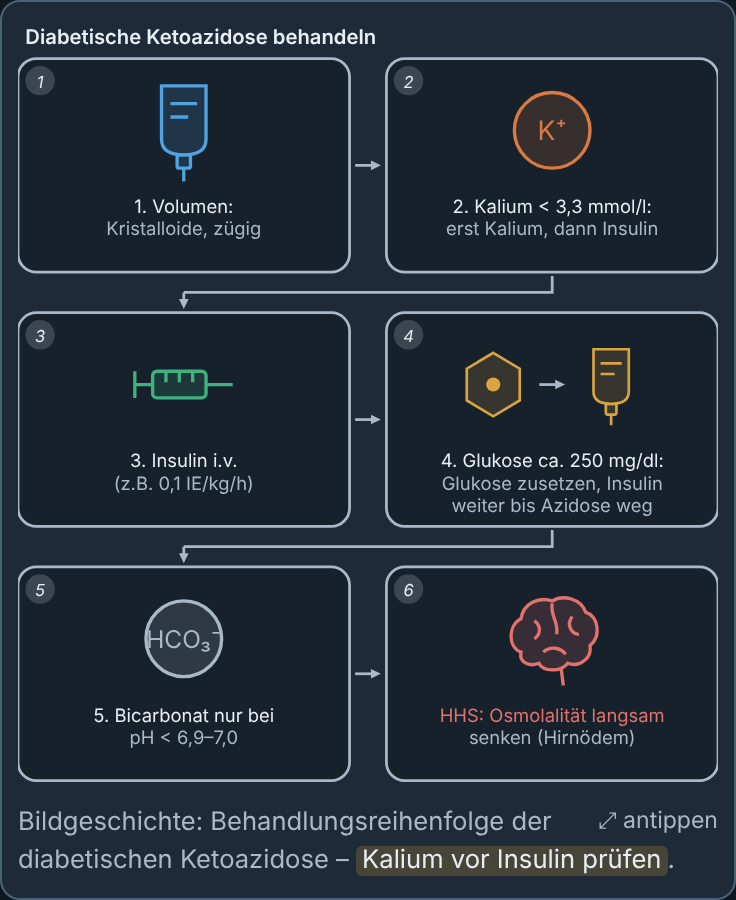 Diabetische Ketoazidose behandeln
1
1. Volumen:
Kristalloide, zügig
2
K⁺
2. Kalium < 3,3 mmol/l:
erst Kalium, dann Insulin
3
3. Insulin i.v.
(z.B. 0,1 IE/kg/h)
4
4. Glukose ca. 250 mg/dl:
Glukose zusetzen, Insulin
weiter bis Azidose weg
5
HCO₃⁻
5. Bicarbonat nur bei
pH < 6,9–7,0
6
HHS: Osmolalität langsam
senken (Hirnödem)
Bildgeschichte: Behandlungsreihenfolge der
⤢ antippen
diabetischen Ketoazidose – Kalium vor Insulin prüfen.